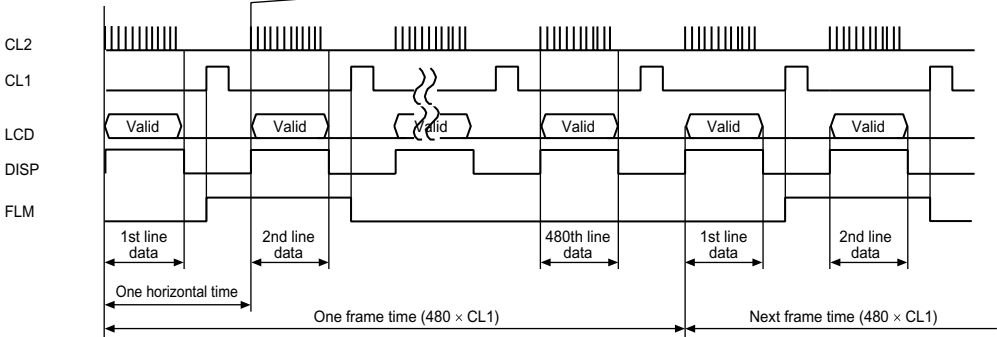 CL2
CL1
LCD
Valid
Valid
Valid
Valid
Valid
Valid
DISP
FLM
1st line
data
2nd line
data
480th line
data
1st line
data
2nd line
data
One horizontal time
One frame time (480 × CL1)
Next frame time (480 × CL1)